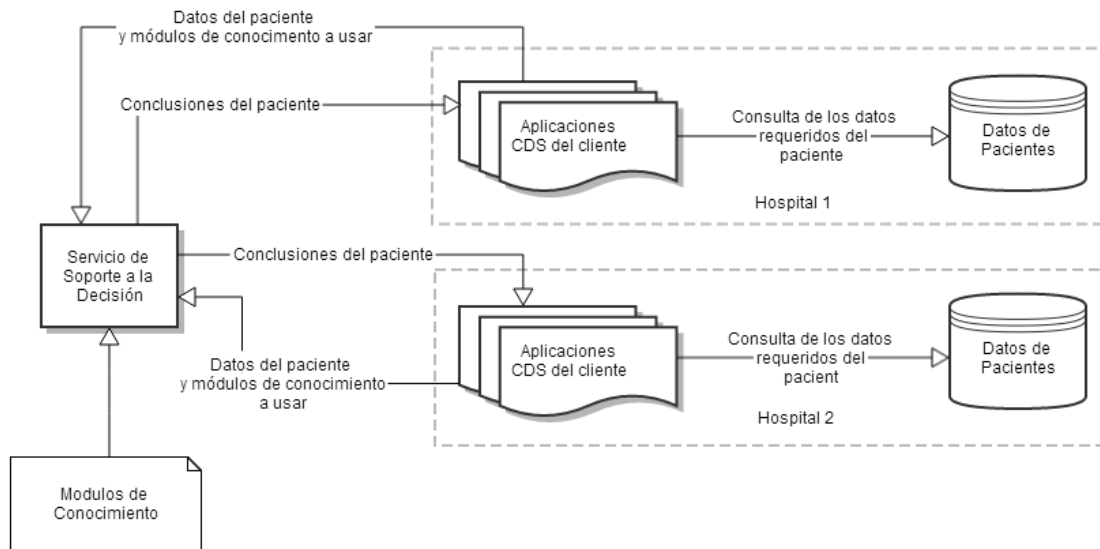 Datos del paciente
y módulos de conocimento a usar
Conclusiones del paciente
Aplicaciones
CDS del cliente
Consulta de los datos
requeridos del
paciente
Datos de
Pacientes
Hospital 1
Servicio de
Soporte a la
Decisión
Conclusiones del paciente
Datos del paciente
y módulos de conocimiento
a usar
Aplicaciones
CDS del cliente
Consulta de los datos
requeridos del
pacient
Datos de
Pacientes
Hospital 2
Modulos de
Conocimiento